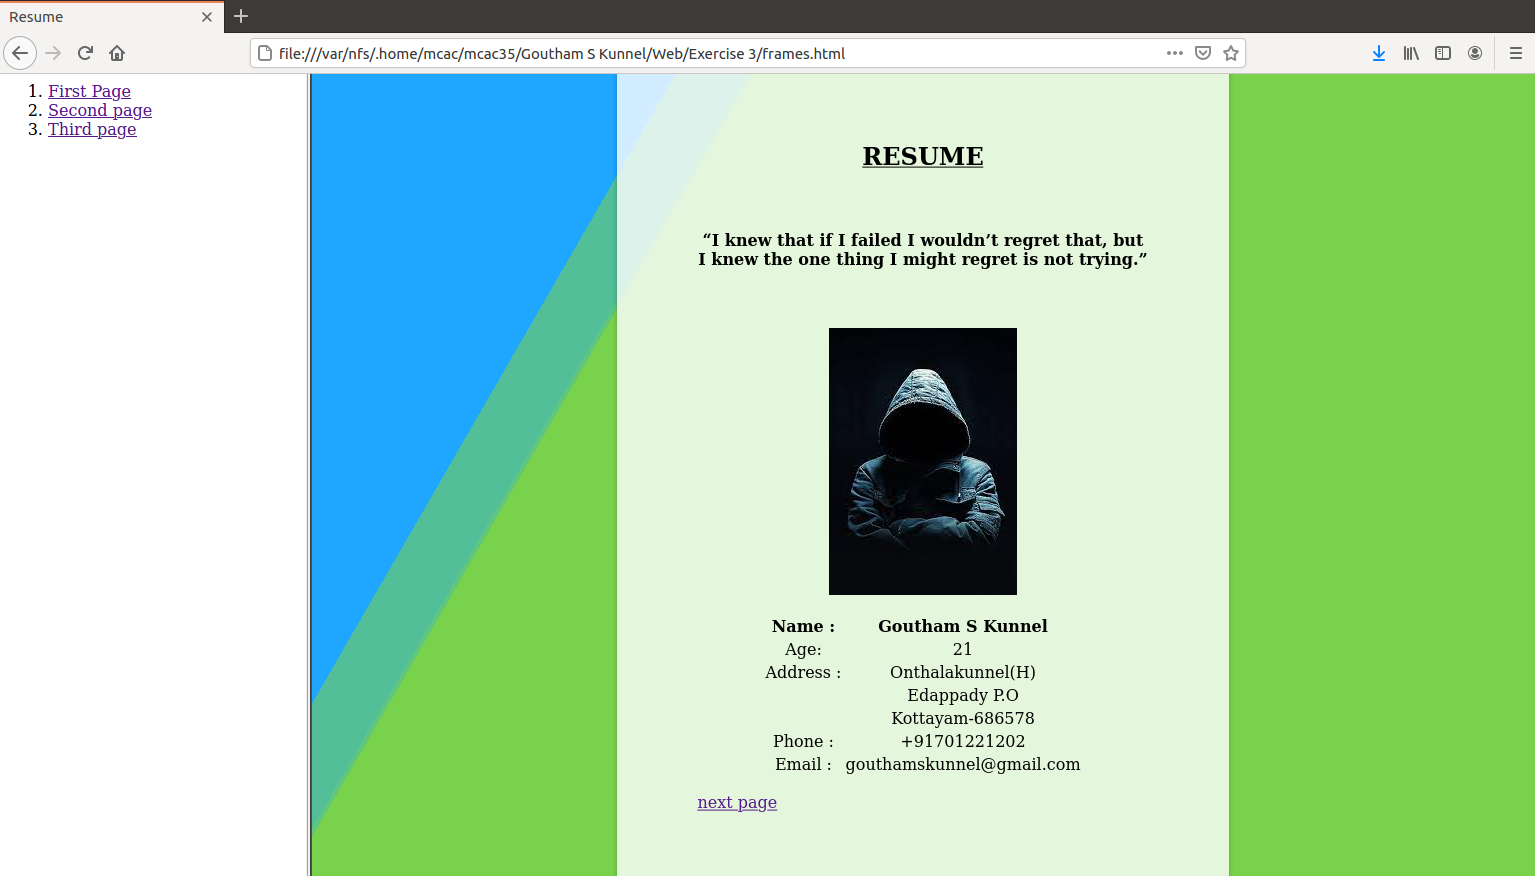 Resume
file:///var/nfs/.home/mcac/mcac35/Goutham S Kunnel/Web/Exercise 3/frames.html
1. First Page
2. Second page
3. Third page
RESUME
“I knew that if I failed I wouldn’t regret that, but
I knew the one thing I might regret is not trying.”
Name : Goutham S Kunnel
Age: 21
Address : Onthalakunnel(H)
Edappady P.O
Kottayam-686578
Phone : +91701221202
Email : gouthamskunnel@gmail.com
next page